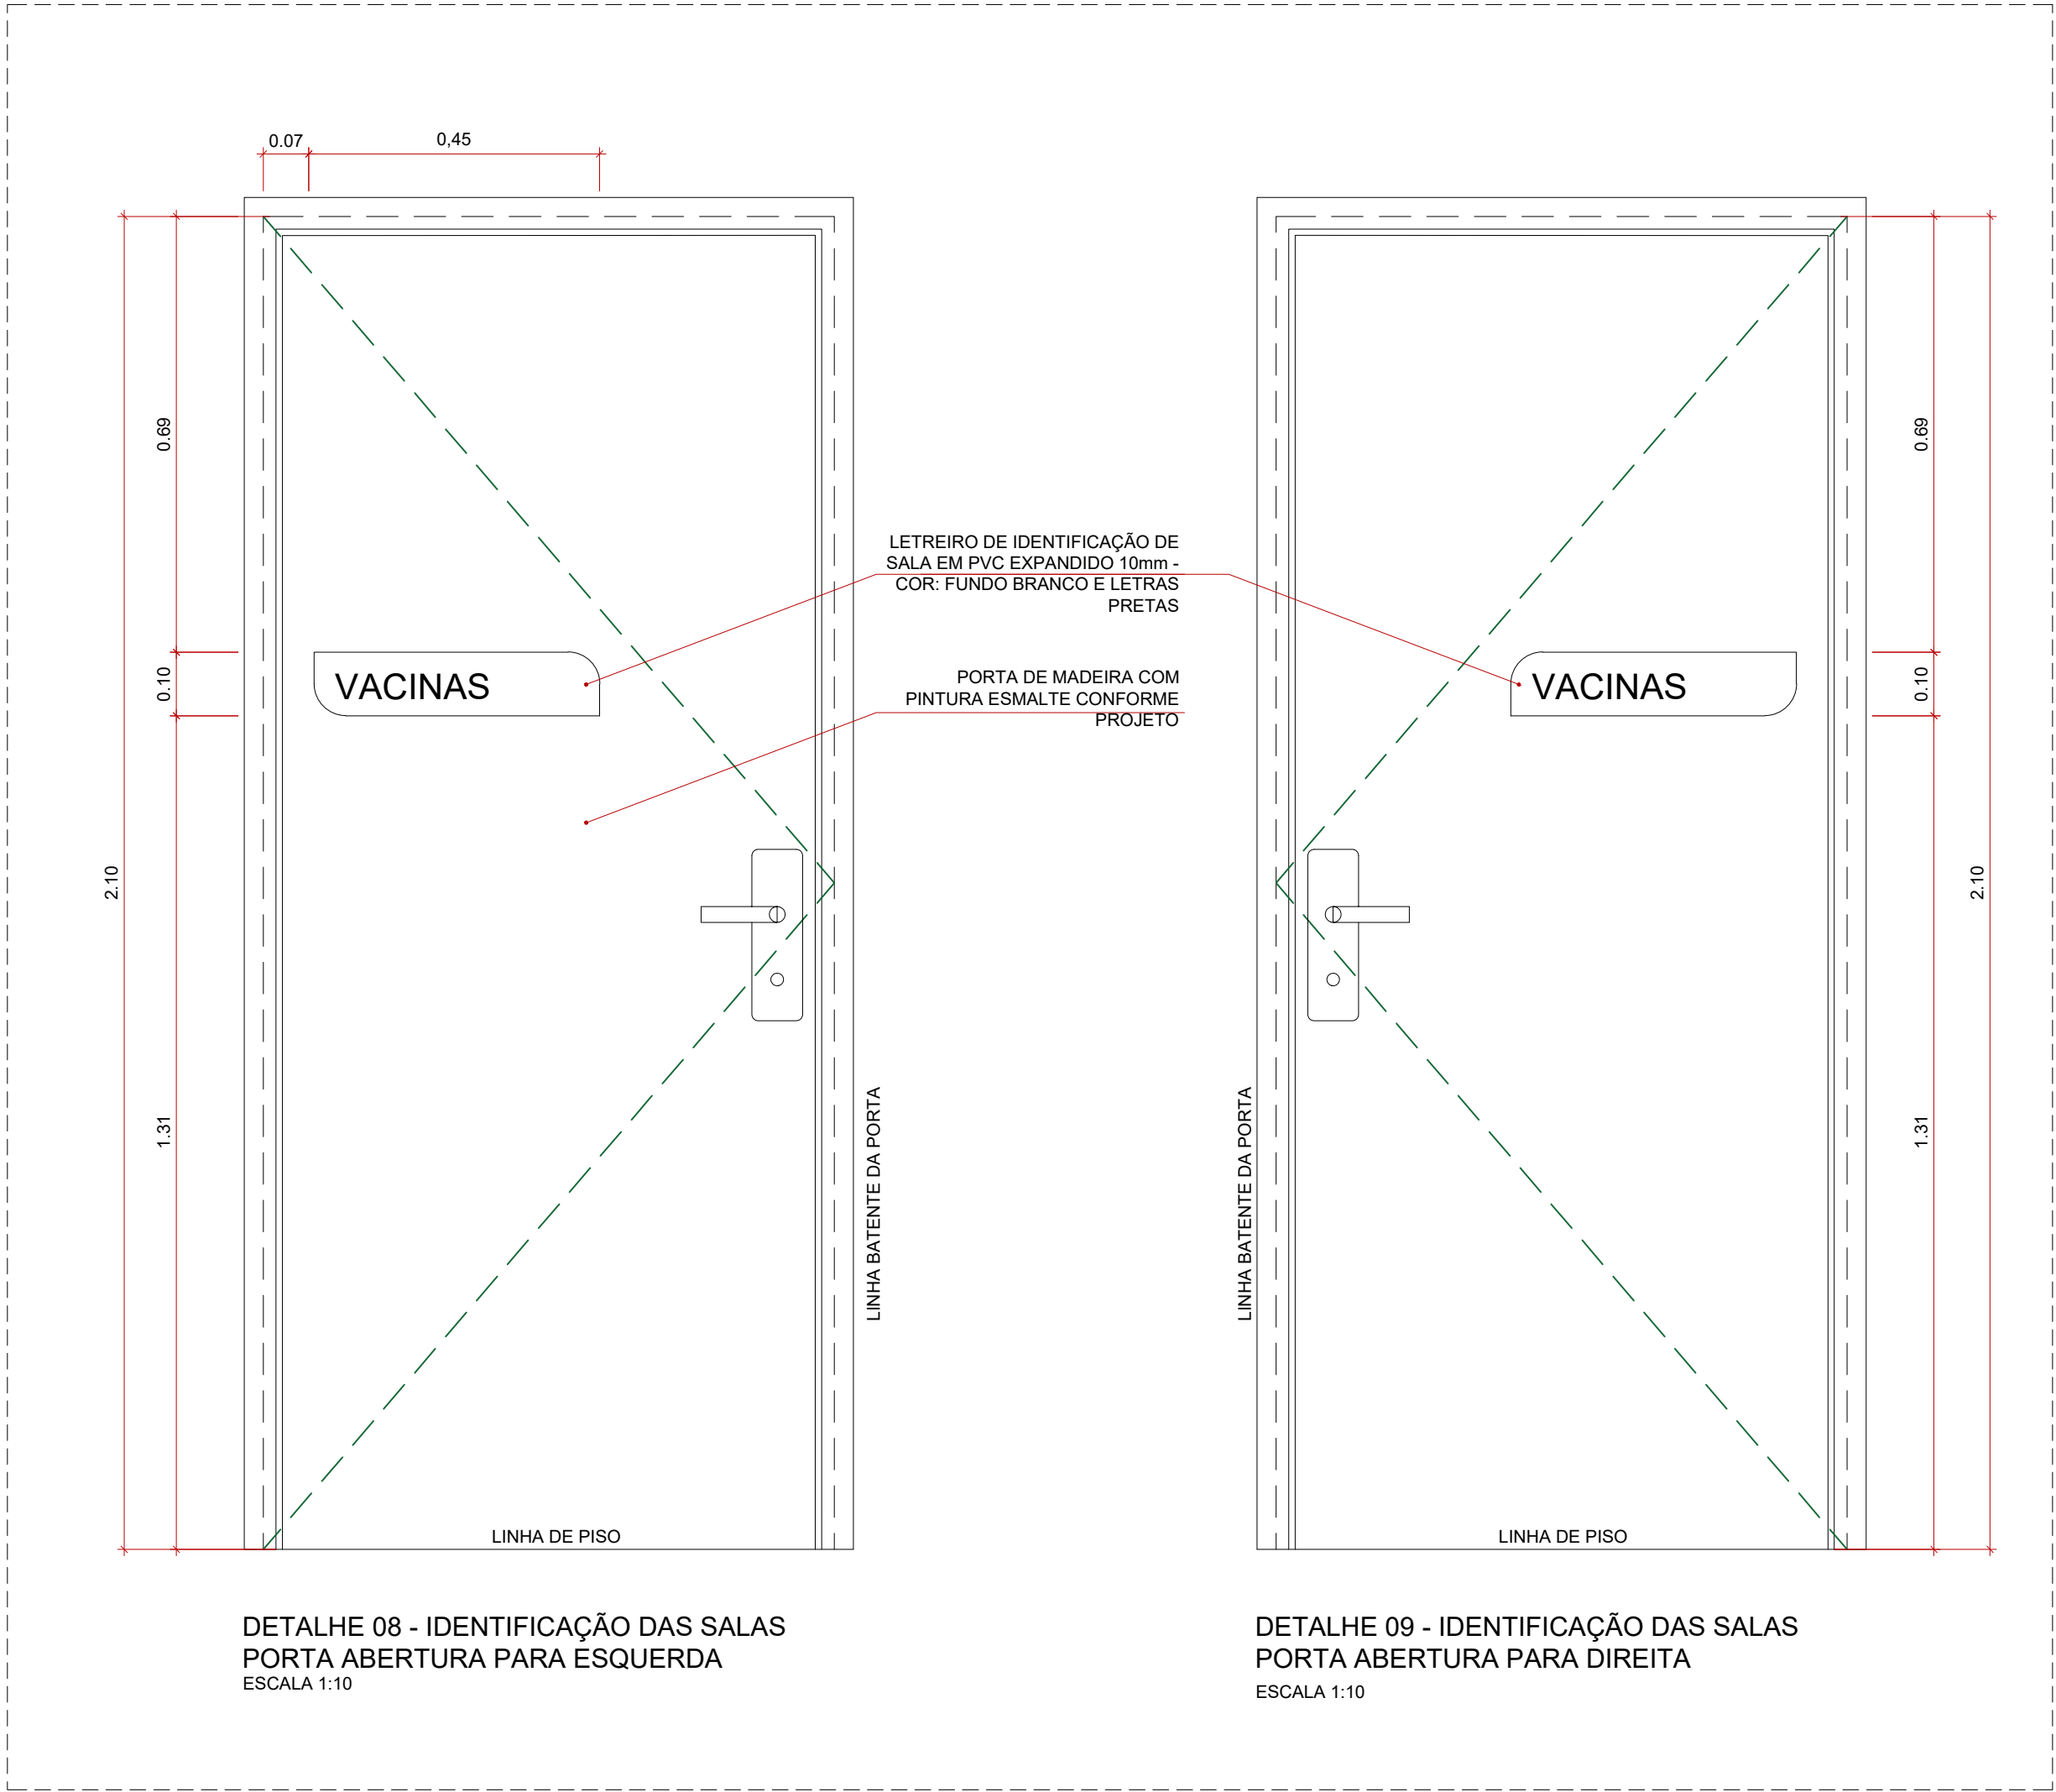 0.07
0,45
0.69
0.10
1.31
2.10
VACINAS
LETREIRO DE IDENTIFICAÇÃO DE
SALA EM PVC EXPANDIDO 10mm -
COR: FUNDO BRANCO E LETRAS
PRETAS
PORTA DE MADEIRA COM
PINTURA ESMALTE CONFORME
PROJETO
LINHA BATENTE DA PORTA
LINHA DE PISO
DETALHE 08 - IDENTIFICAÇÃO DAS SALAS
PORTA ABERTURA PARA ESQUERDA
ESCALA 1:10
VACINAS
0.69
0.10
1.31
2.10
LINHA BATENTE DA PORTA
LINHA DE PISO
DETALHE 09 - IDENTIFICAÇÃO DAS SALAS
PORTA ABERTURA PARA DIREITA
ESCALA 1:10